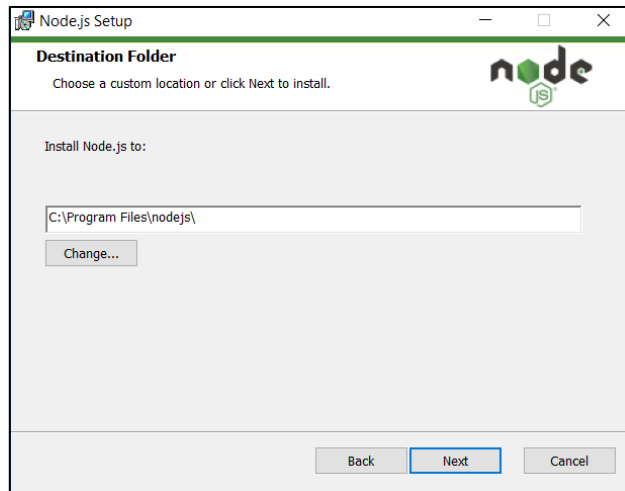 Node.js Setup
Destination Folder
Choose a custom location or click Next to install.
node
JS
Install Node.js to:
C:\Program Files\nodejs\
Change...
Back Next Cancel